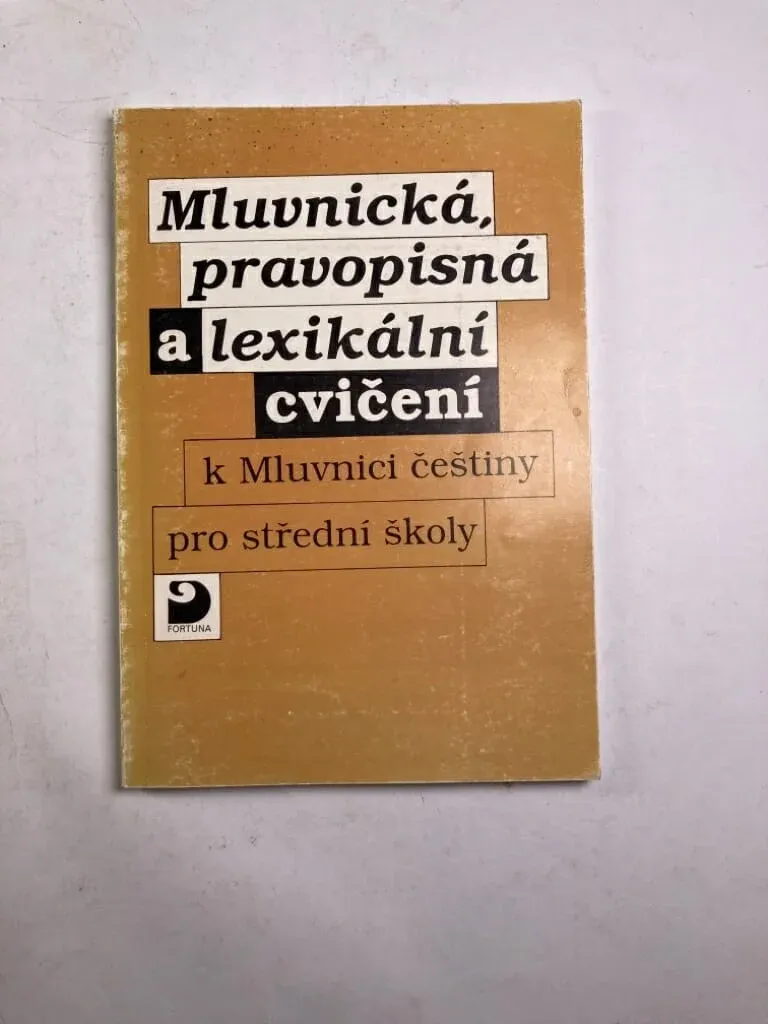 Mluvnická,
pravopisná
a lexikální
cvičení
k Mluvnici češtiny
pro střední školy
FORTUNA